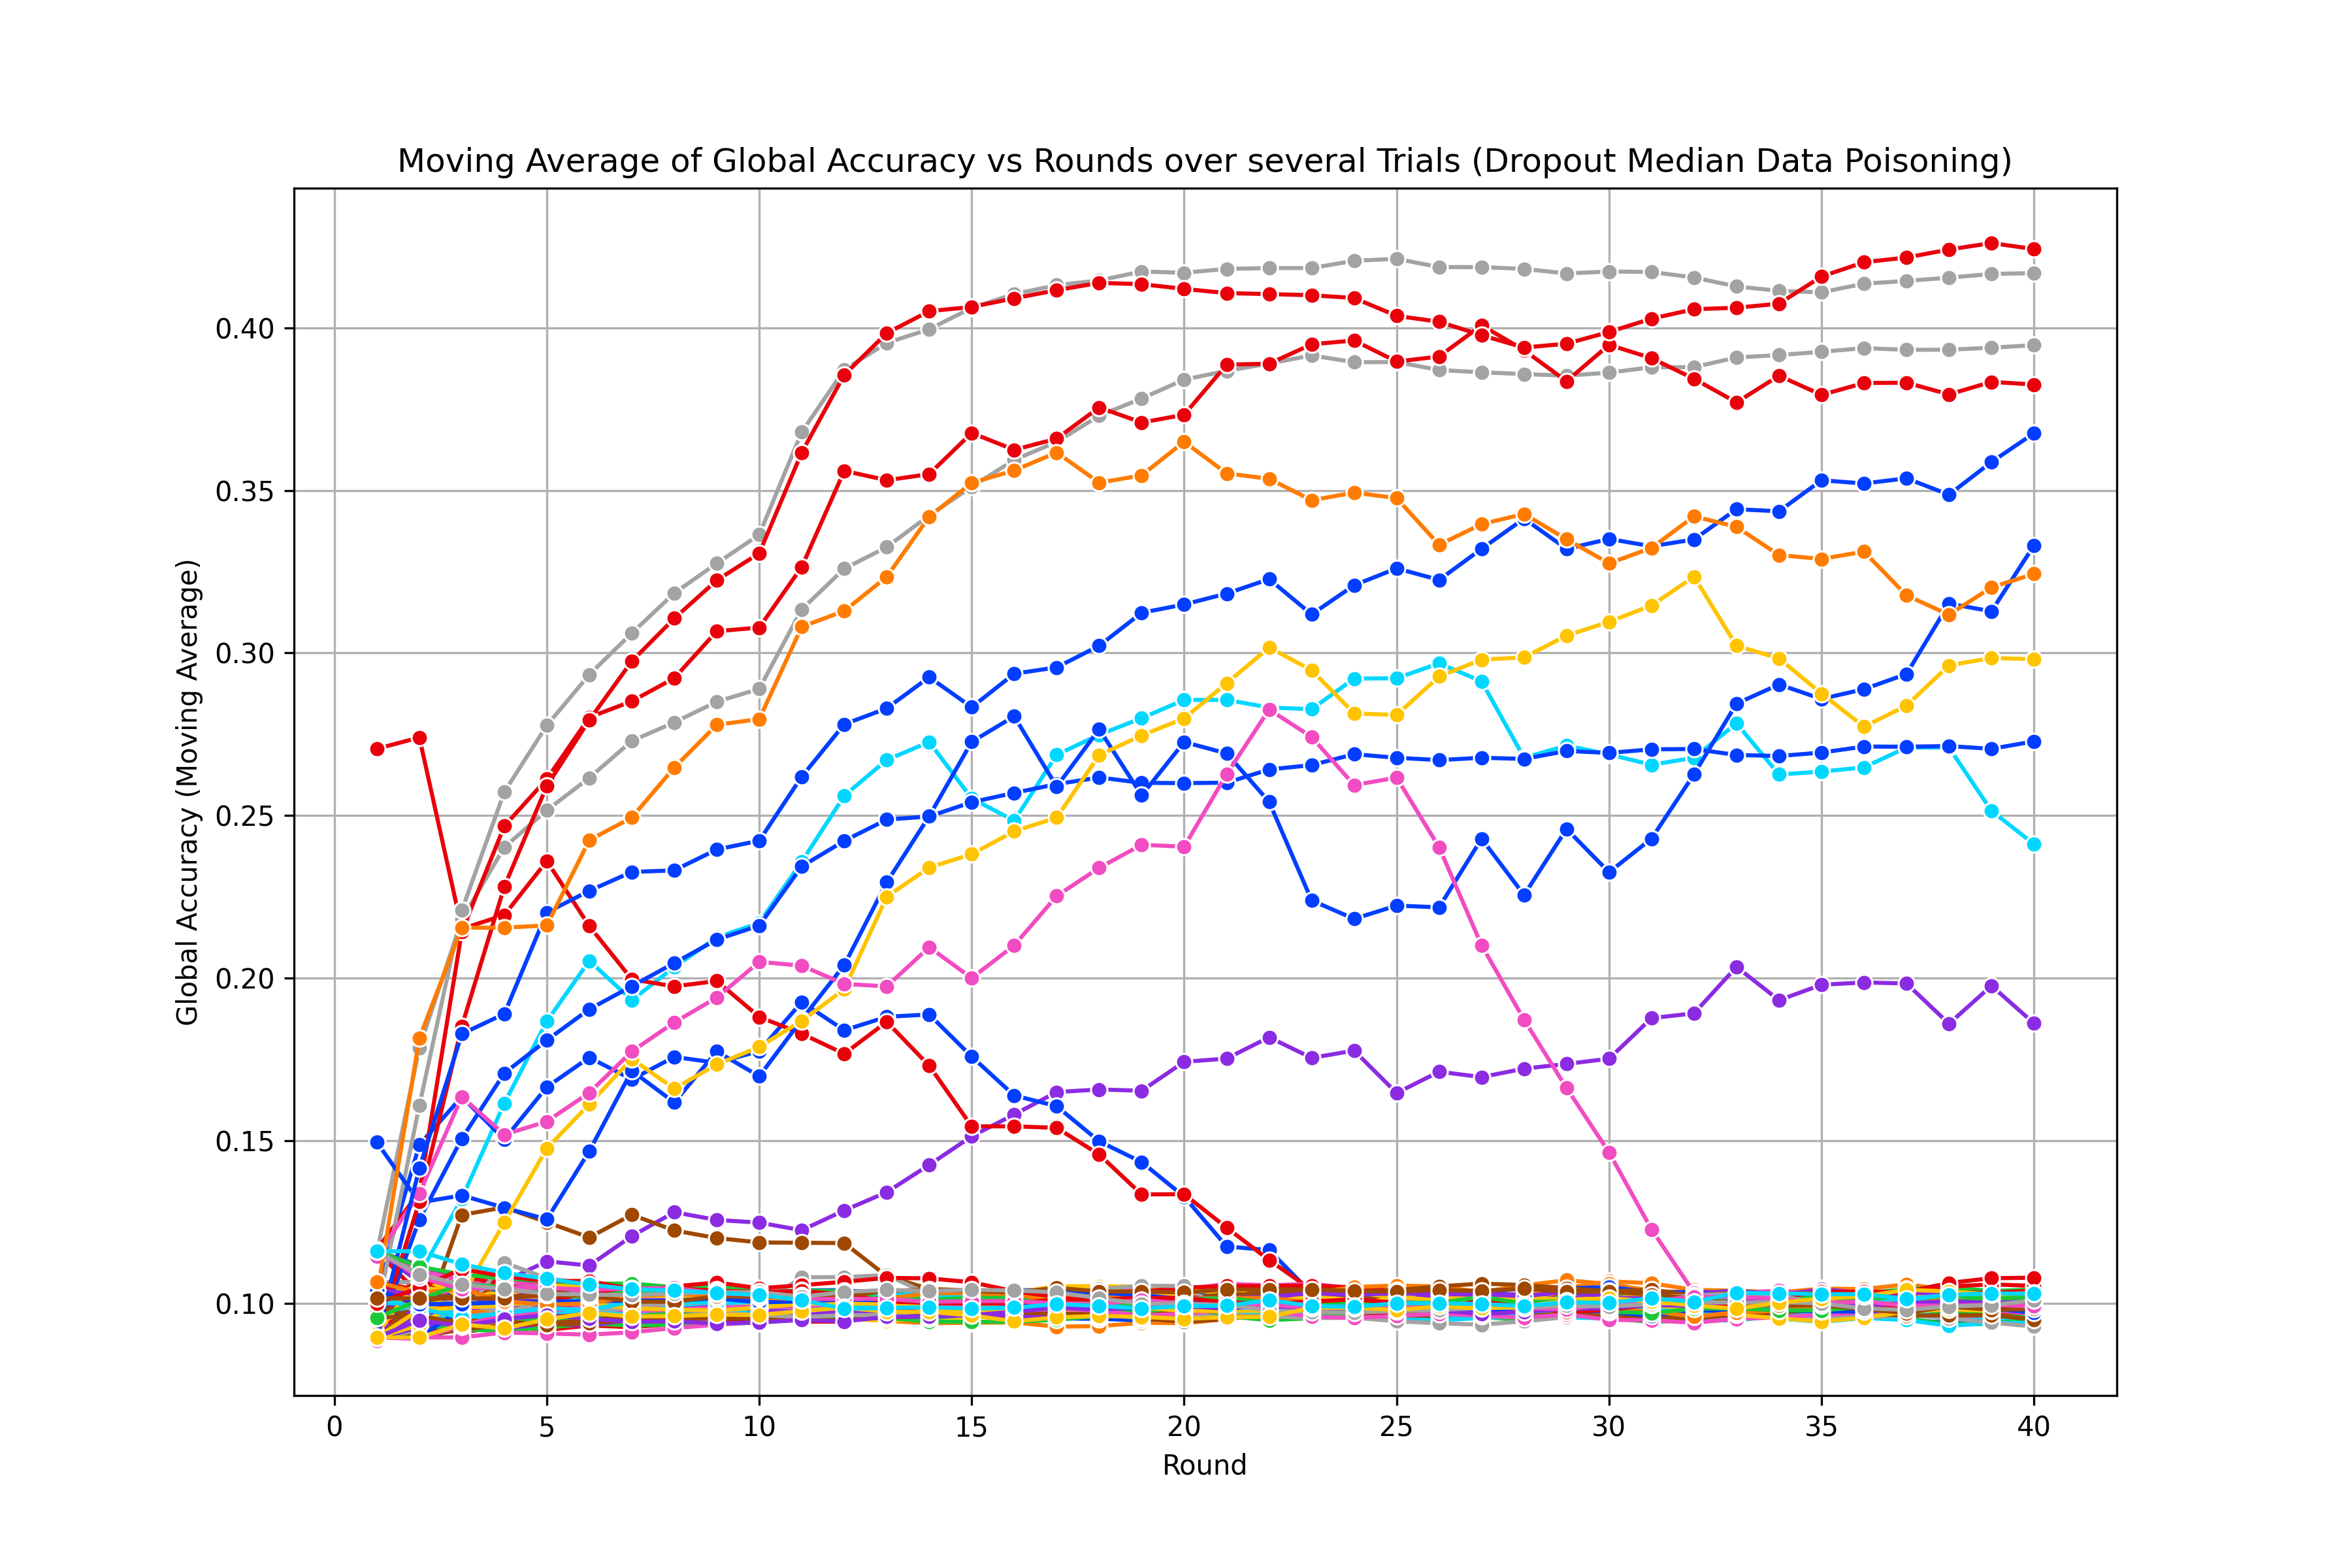 Moving Average of Global Accuracy vs Rounds over several Trials (Dropout Median Data Poisoning)
Global Accuracy (Moving Average)
0.40
0.35
0.30
0.25
0.20
0.15
0.10
0 5 10 15 20 25 30 35 40
Round